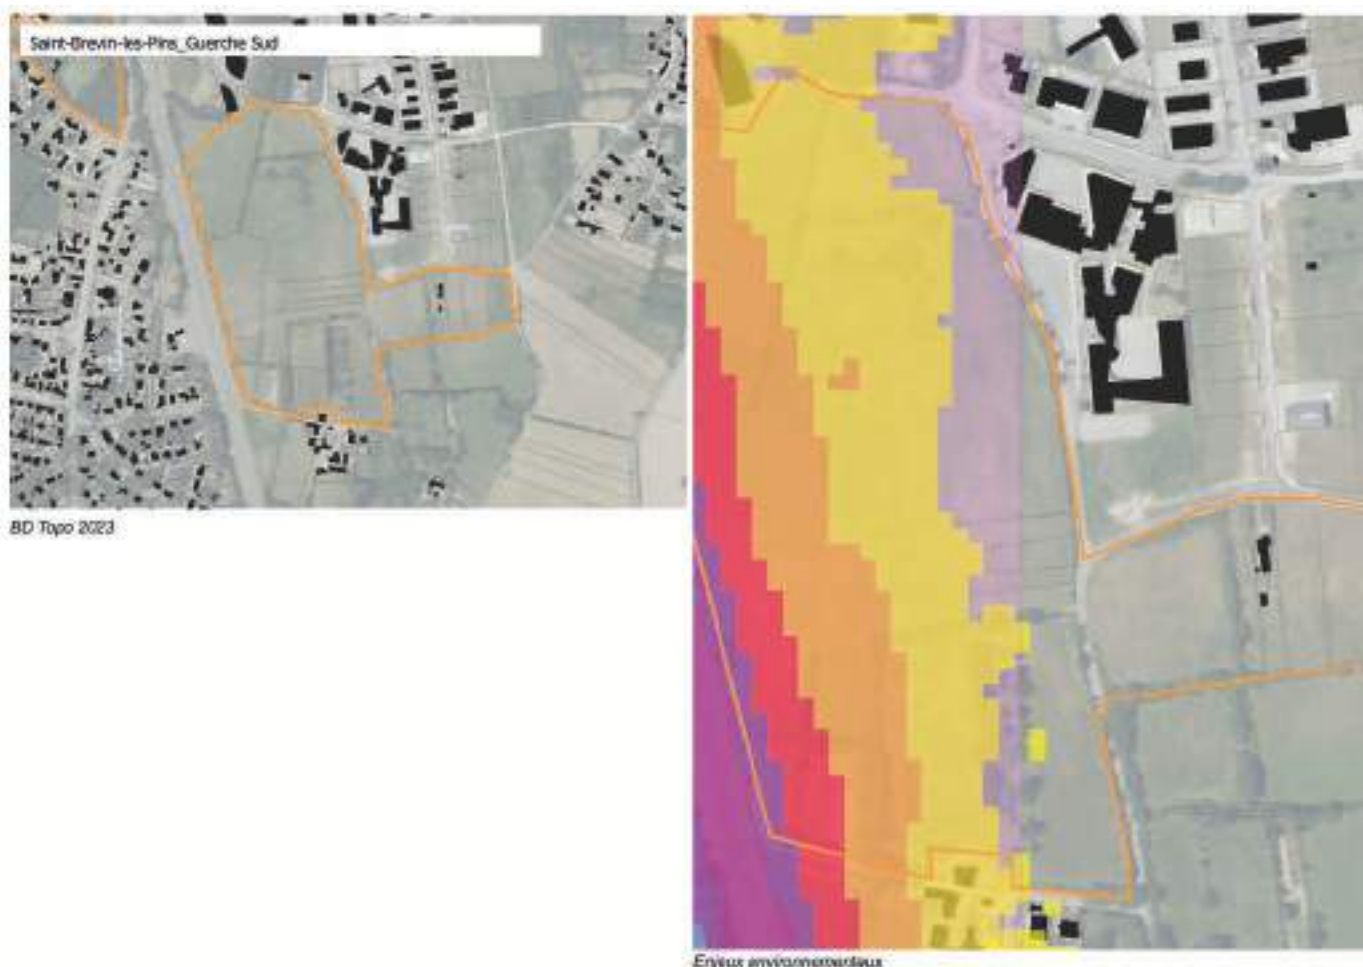 Saint-Brevin-les-Pins_Guerche Sud
BD Topo 2023
Enjeux environnementaux